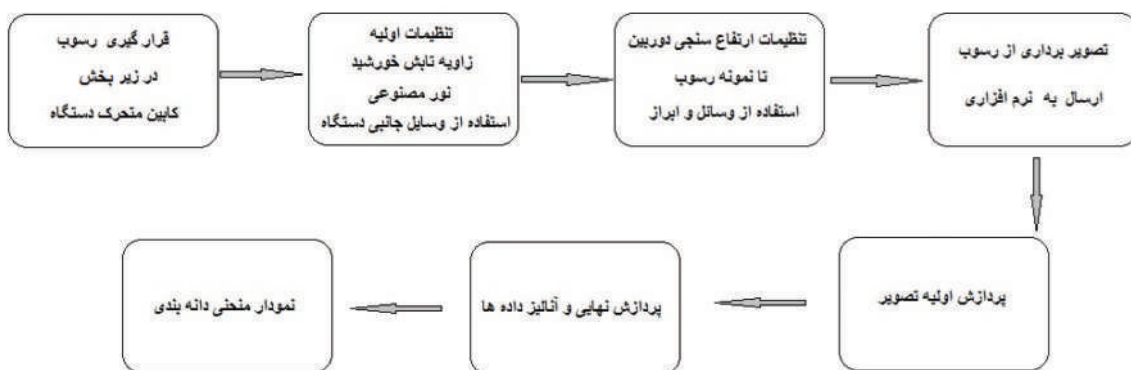 قرار گیری رسوب
در زیر بخش
کابین متحرک دستگاه
تنظیمات اولیه
زاویه تابش خورشید
نور مصنوعی
استفاده از وسایل جانبی دستگاه
تنظیمات ارتفاع سنجی دوربین
تا نمونه رسوب
استفاده از وسائل و ابراز
تصویر برداری از رسوب
ارسال به نرم افزاری
پردازش اولیه تصویر
پردازش نهایی و آنالیز داده ها
نمودار منحنی دانه بندی